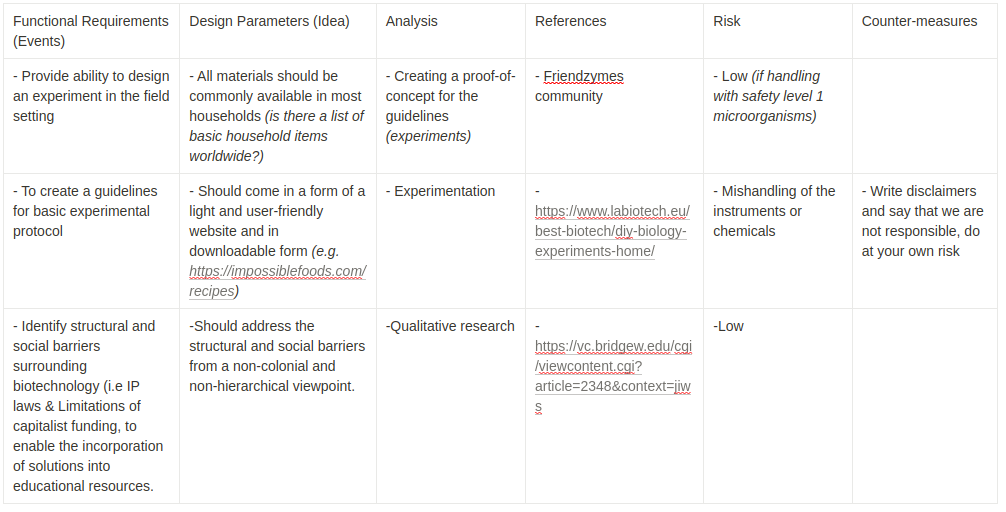 Functional Requirements
(Events)
Design Parameters (Idea)
Analysis
References
Risk
Counter-measures
- Provide ability to design
an experiment in the field
setting
- All materials should be
commonly available in most
households (is there a list of
basic household items
worldwide?)
- Creating a proof-of-
concept for the
guidelines
(experiments)
- Friendzymes
community
- Low (if handling
with safety level 1
microorganisms)
- To create a guidelines
for basic experimental
protocol
- Should come in a form of a
light and user-friendly
website and in
downloadable form (e.g.
https://impossiblefoods.com/
recipes)
- Experimentation
-
https://www.labiotech.eu/
best-biotech/diy-biology-
experiments-home/
- Mishandling of the
instruments or
chemicals
- Write disclaimers
and say that we are
not responsible, do
at your own risk
- Identify structural and
social barriers
surrounding
biotechnology (i.e IP
laws & Limitations of
capitalist funding, to
enable the incorporation
of solutions into
educational resources.
-Should address the
structural and social barriers
from a non-colonial and
non-hierarchical viewpoint.
-Qualitative research
-
https://vc.bridgew.edu/cgi
/viewcontent.cgi?
article=2348&context=jiw
s
-Low